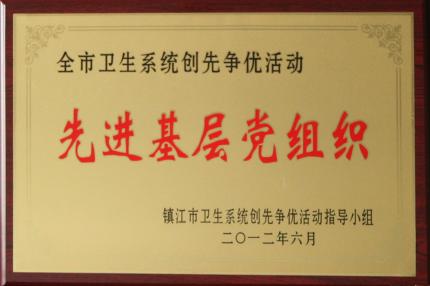 全市卫生系统创先争优活动
先进基层党组织
镇江市卫生系统创先争优活动指导小组
二〇一二年六月